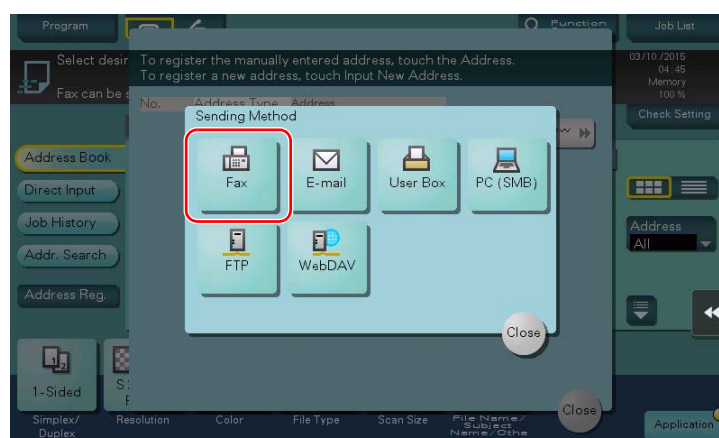 Program
Function
Job List
Select desir
Fax can be s
To register the manually entered address, touch the Address.
To register a new address, touch Input New Address.
No. Address Type Address
03/10/2015
04:45
Memory
100 %
Check Setting
Sending Method
Fax
E-mail
User Box
PC (SMB)
FTP
WebDAV
Close
Address Book
Direct Input
Job History
Addr. Search
Address Reg.
Address
All
1-Sided
Close
Simplex/
Duplex
Resolution
Color
File Type
Scan Size
File Name/
Subject
Name/Othe
Application